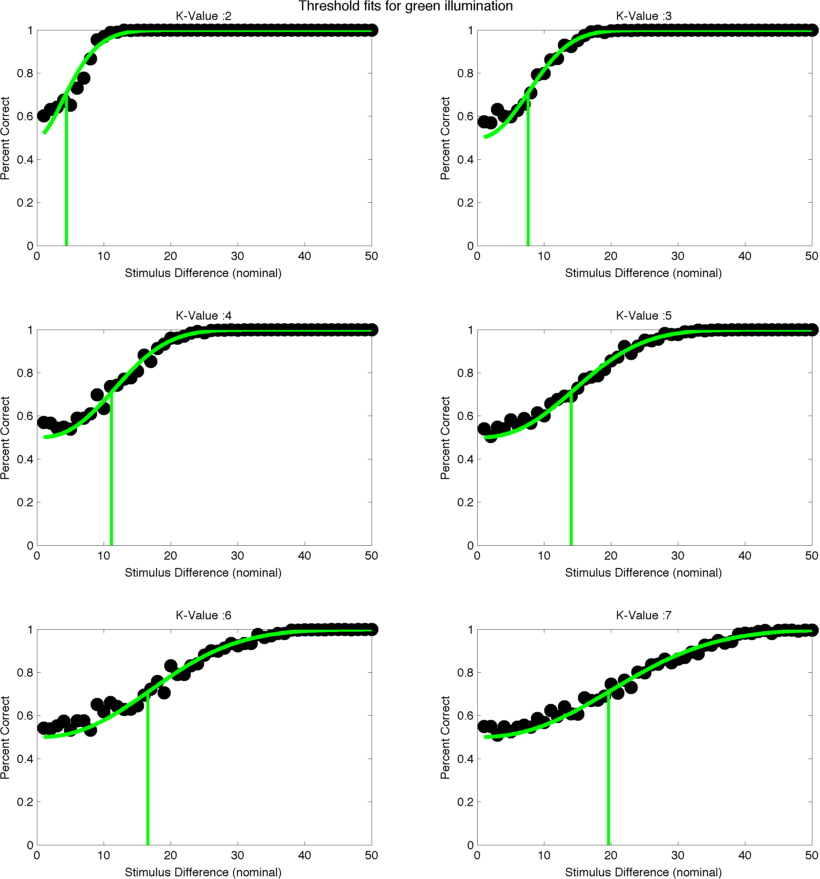 Threshold fits for green illumination
K-Value :2
1
0.8
0.6
0.4
0.2
0
Percent Correct
0 10 20 30 40 50
Stimulus Difference (nominal)
K-Value :3
1
0.8
0.6
0.4
0.2
0
Percent Correct
0 10 20 30 40 50
Stimulus Difference (nominal)
K-Value :4
1
0.8
0.6
0.4
0.2
0
Percent Correct
0 10 20 30 40 50
Stimulus Difference (nominal)
K-Value :5
1
0.8
0.6
0.4
0.2
0
Percent Correct
0 10 20 30 40 50
Stimulus Difference (nominal)
K-Value :6
1
0.8
0.6
0.4
0.2
0
Percent Correct
0 10 20 30 40 50
Stimulus Difference (nominal)
K-Value :7
1
0.8
0.6
0.4
0.2
0
Percent Correct
0 10 20 30 40 50
Stimulus Difference (nominal)